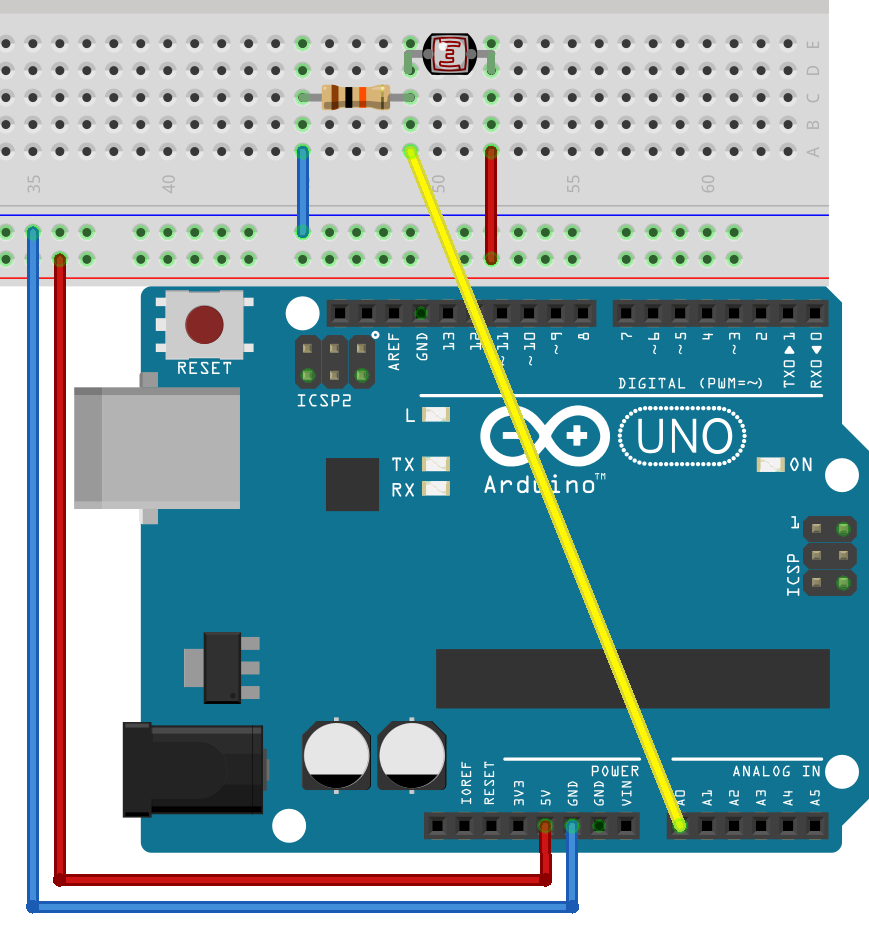 E
D
C
B
A
35
40
50
55
60
RESET
ICSP2
AREF
GND
13
12
~11
~10
~9
8
7
~6
~5
4
~3
2
TX0▶1
RX0◀0
DIGITAL (PWM=~)
L
TX
RX
UNO
ON
Arduino™
1
ICSP
POWER
ANALOG IN
IOREF
RESET
3V3
5V
GND
GND
VIN
A0
A1
A2
A3
A4
A5